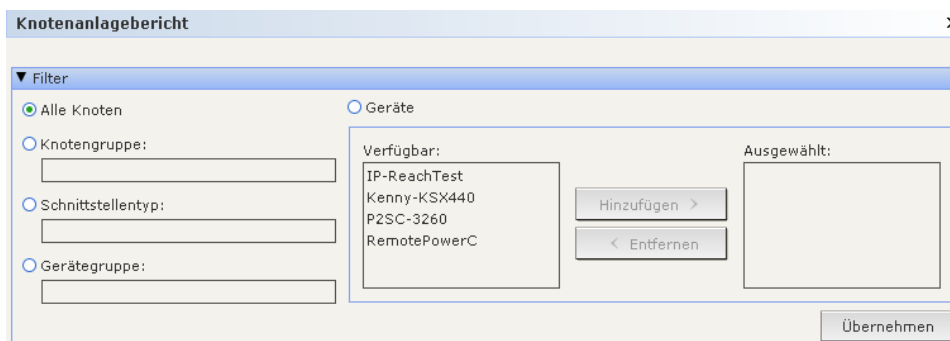 Knotenanlagebericht
▼ Filter
Alle Knoten
Geräte
Knotengruppe:
Schnittstellentyp:
Gerätegruppe:
Verfügbar:
IP-ReachTest
Kenny-KSX440
P2SC-3260
RemotePowerC
Hinzufügen >
< Entfernen
Ausgewählt:
Übernehmen